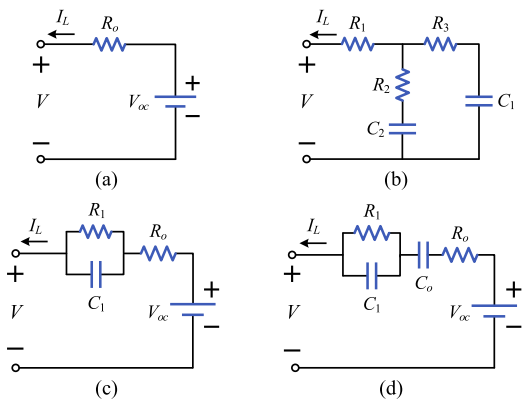 I_L R_o
+
V V_oc + −
−
(a)
I_L R_1 R_3
+
R_2
V C_1
C_2
−
(b)
R_1
I_L R_o
+
C_1
V V_oc + −
−
(c)
R_1
I_L R_o
+
C_1 C_o
V V_oc + −
−
(d)